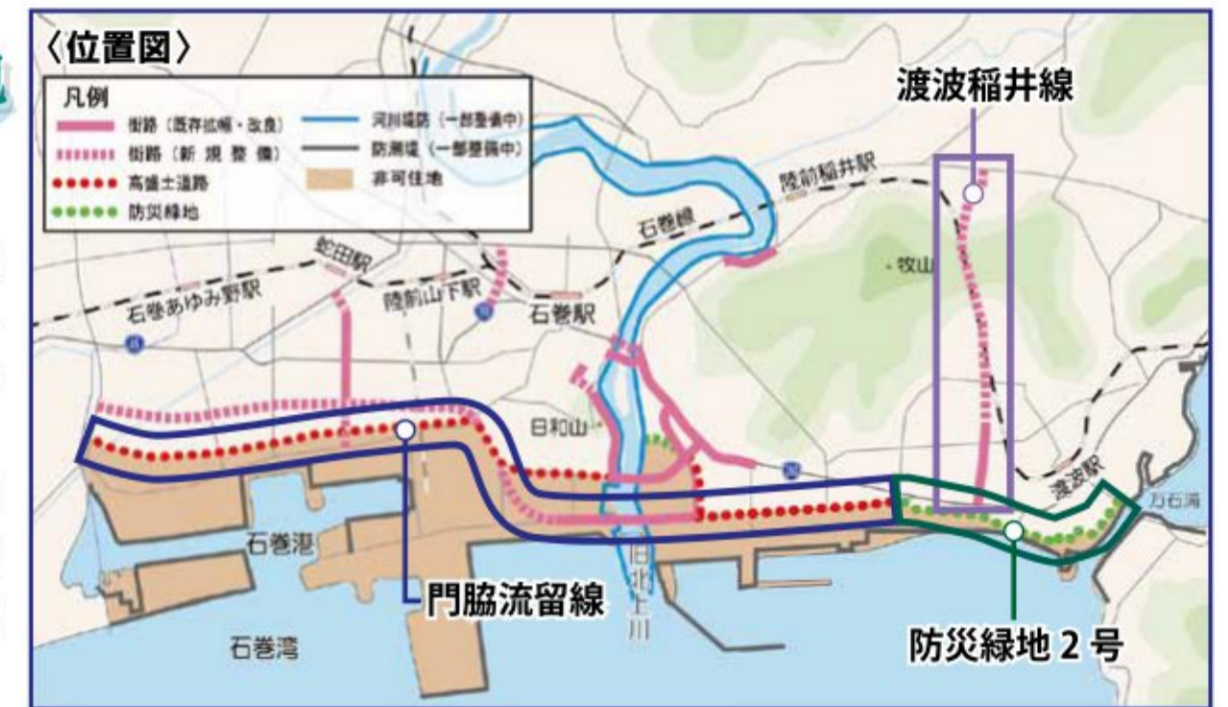 〈位置図〉
凡例
街路（既存拡幅・改良）
街路（新規整備）
高盛土道路
防災緑地
河川堤防（一部整備中）
防潮堤（一部整備中）
非可住地
渡波稲井線
陸前稲井駅
石巻線
牧山
蛇田駅
石巻あゆみ野駅
陸前山下駅
石巻駅
日和山
渡波駅
万石浦
石巻港
旧北上川
門脇流留線
石巻湾
防災緑地 2 号